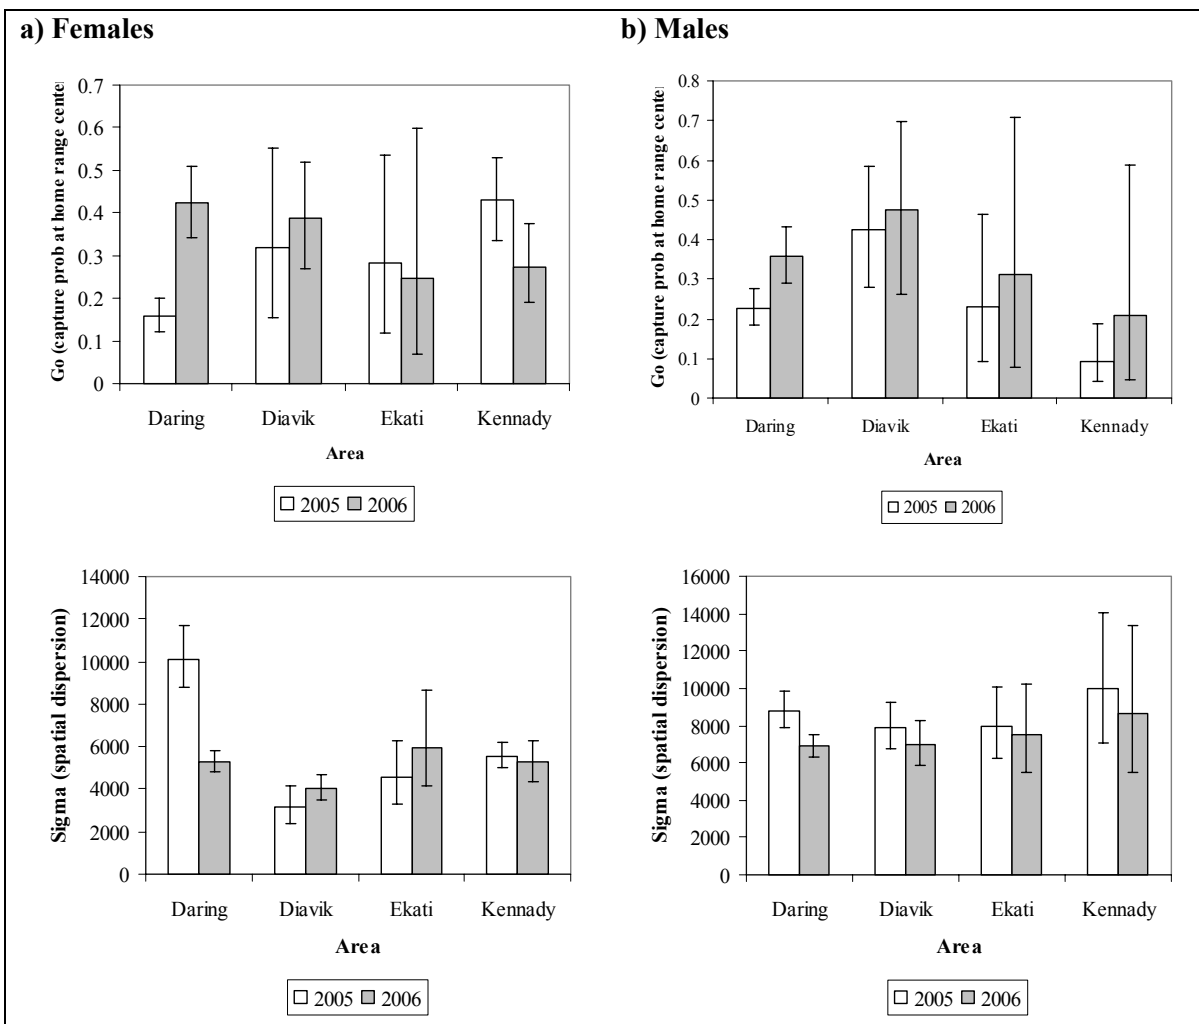 a) Females
Go (capture prob at home range cente
0.7
0.6
0.5
0.4
0.3
0.2
0.1
0
Daring Diavik Ekati Kennady
Area
2005 2006
b) Males
Go (capture prob at home range cente
0.8
0.7
0.6
0.5
0.4
0.3
0.2
0.1
0
Daring Diavik Ekati Kennady
Area
2005 2006
Sigma (spatial dispersion)
14000
12000
10000
8000
6000
4000
2000
0
Daring Diavik Ekati Kennady
Area
2005 2006
Sigma (spatial dispersion)
16000
14000
12000
10000
8000
6000
4000
2000
0
Daring Diavik Ekati Kennady
Area
2005 2006